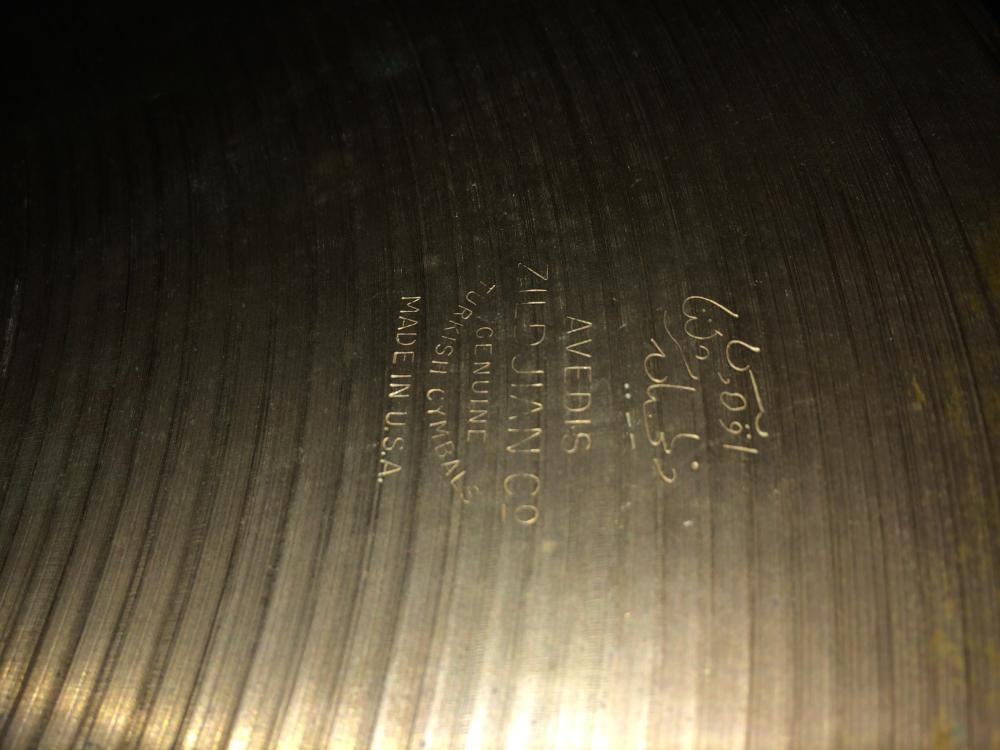 AVEDIS
ZILDJIAN CO
GENUINE
TURKISH CYMBALS
MADE IN U.S.A.